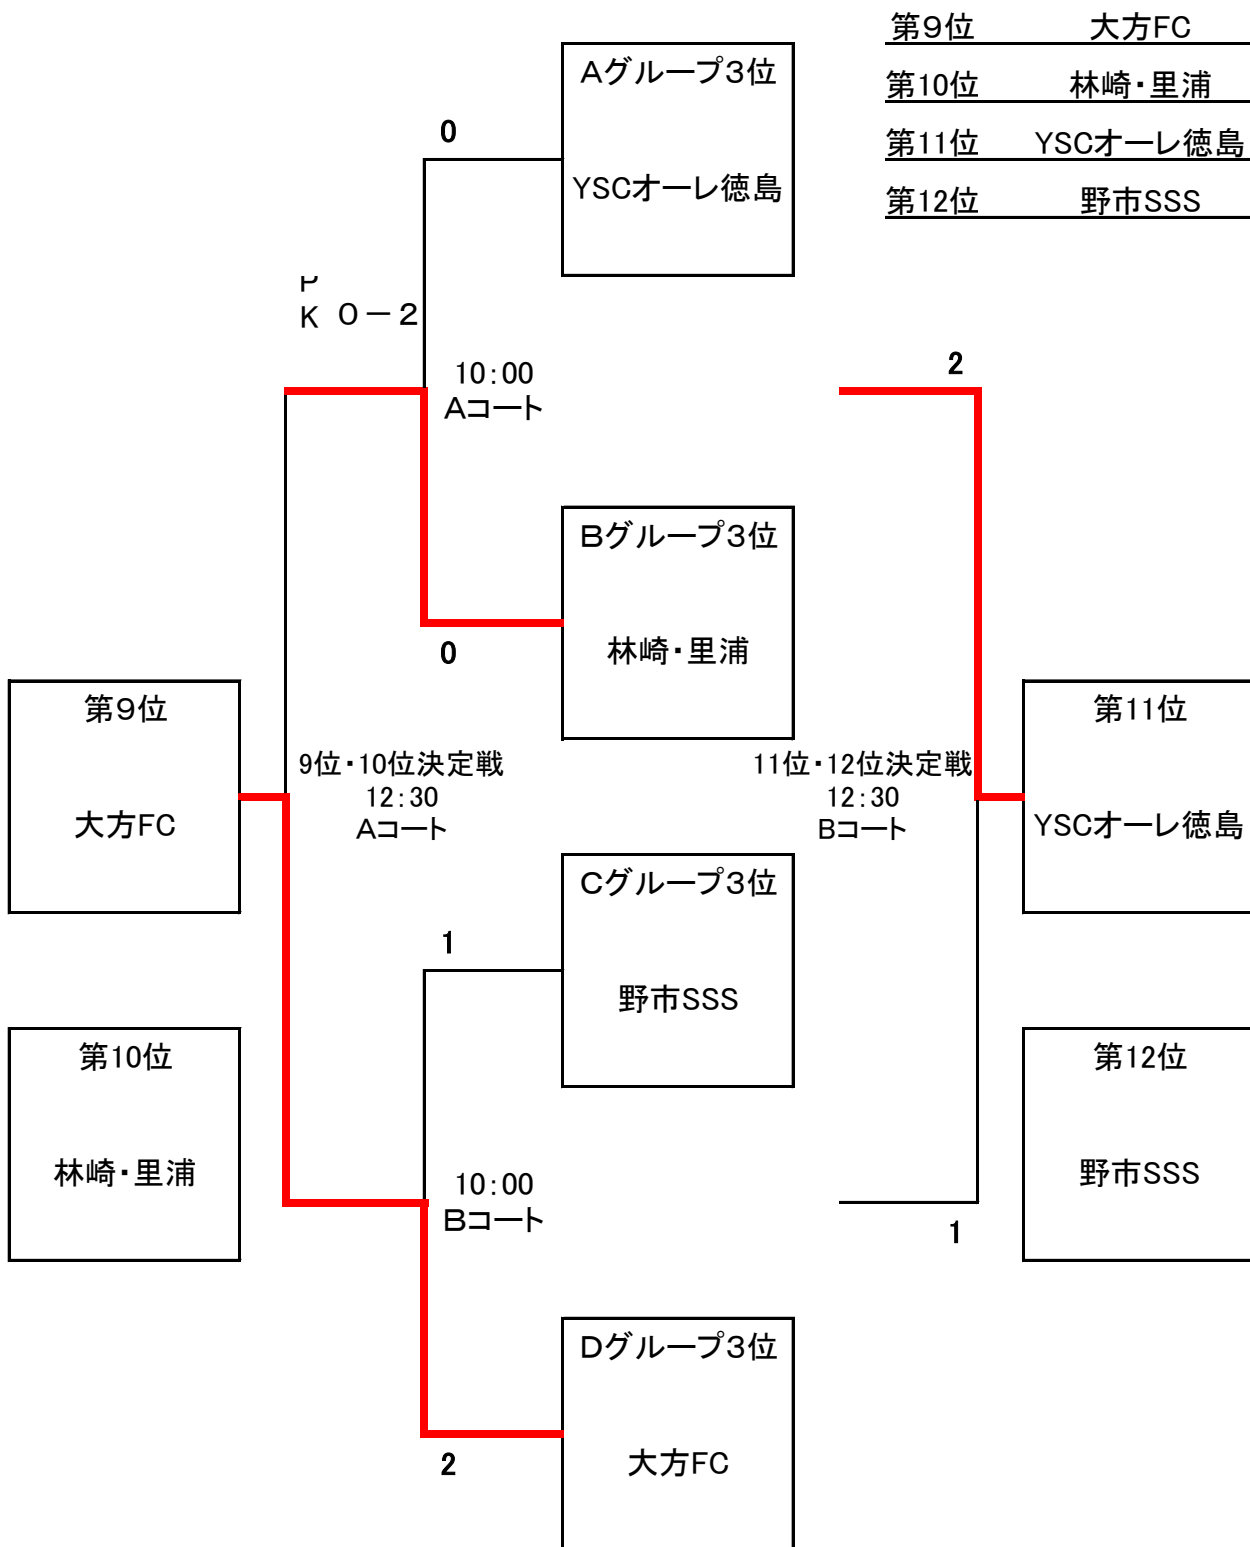 第9位 大方FC
第10位 林崎・里浦
第11位 YSCオーレ徳島
第12位 野市SSS
Aグループ3位
0
YSCオーレ徳島
P
K 0－2
10:00
Aコート
2
Bグループ3位
林崎・里浦
0
第9位
大方FC
9位・10位決定戦
12:30
Aコート
11位・12位決定戦
12:30
Bコート
第11位
YSCオーレ徳島
Cグループ3位
1
野市SSS
第10位
林崎・里浦
第12位
野市SSS
10:00
Bコート
1
Dグループ3位
大方FC
2